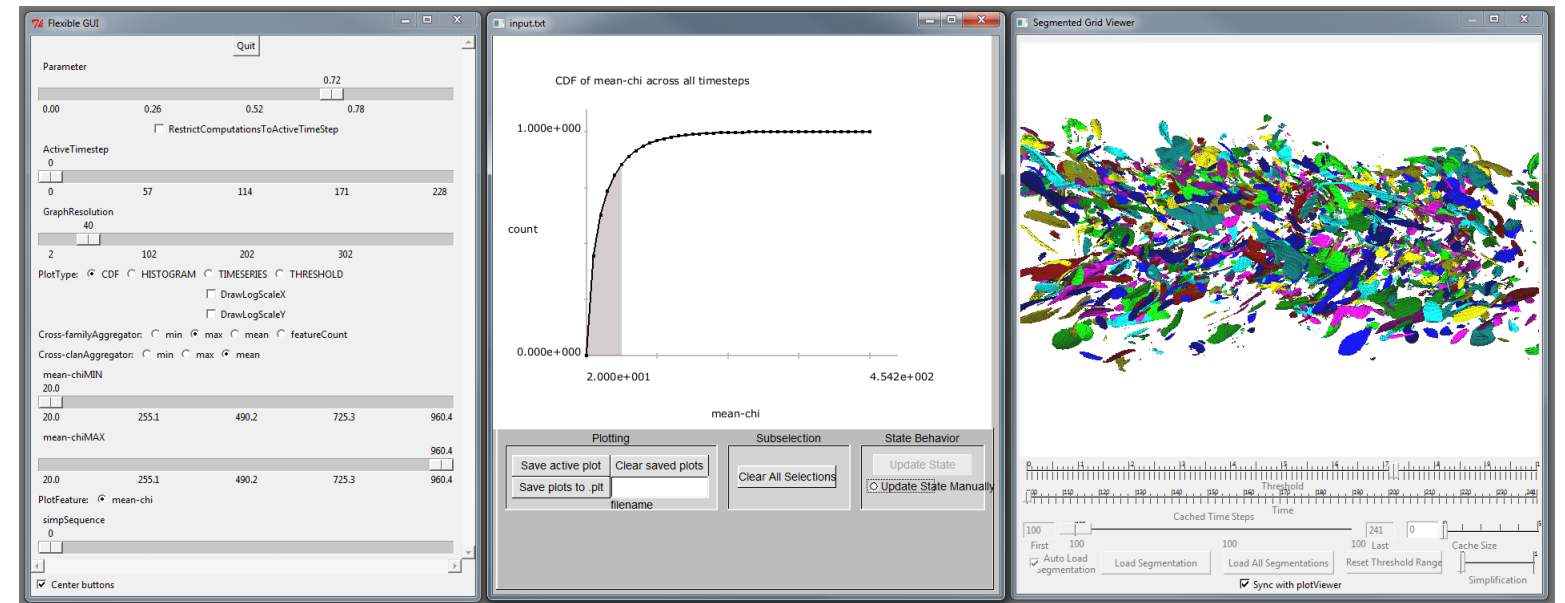 Flexible GUI
Quit
Parameter
0.72
0.00 0.26 0.52 0.78
RestrictComputationsToActiveTimeStep
ActiveTimestep
0
0 57 114 171 228
GraphResolution
40
2 102 202 302
PlotType: CDF HISTOGRAM TIMESERIES THRESHOLD
DrawLogScaleX
DrawLogScaleY
Cross-familyAggregator: min max mean featureCount
Cross-clanAggregator: min max mean
mean-chiMIN
20.0
20.0 255.1 490.2 725.3 960.4
mean-chiMAX
960.4
20.0 255.1 490.2 725.3 960.4
PlotFeature: mean-chi
simpSequence
0
Center buttons
input.txt
CDF of mean-chi across all timesteps
1.000e+000
count
0.000e+000
2.000e+001 4.542e+002
mean-chi
Plotting Subselection State Behavior
Save active plot Clear saved plots Clear All Selections Update State
Save plots to .plt Update State Manually
filename
Segmented Grid Viewer
Threshold
Time
Cached Time Steps
100 241 0
First 100 100 100 Last Cache Size
Auto Load Segmentation Load Segmentation Load All Segmentations Reset Threshold Range
Simplification
Sync with plotViewer